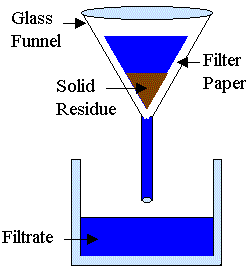 Glass
Funnel
Filter
Paper
Solid
Residue
Filtrate